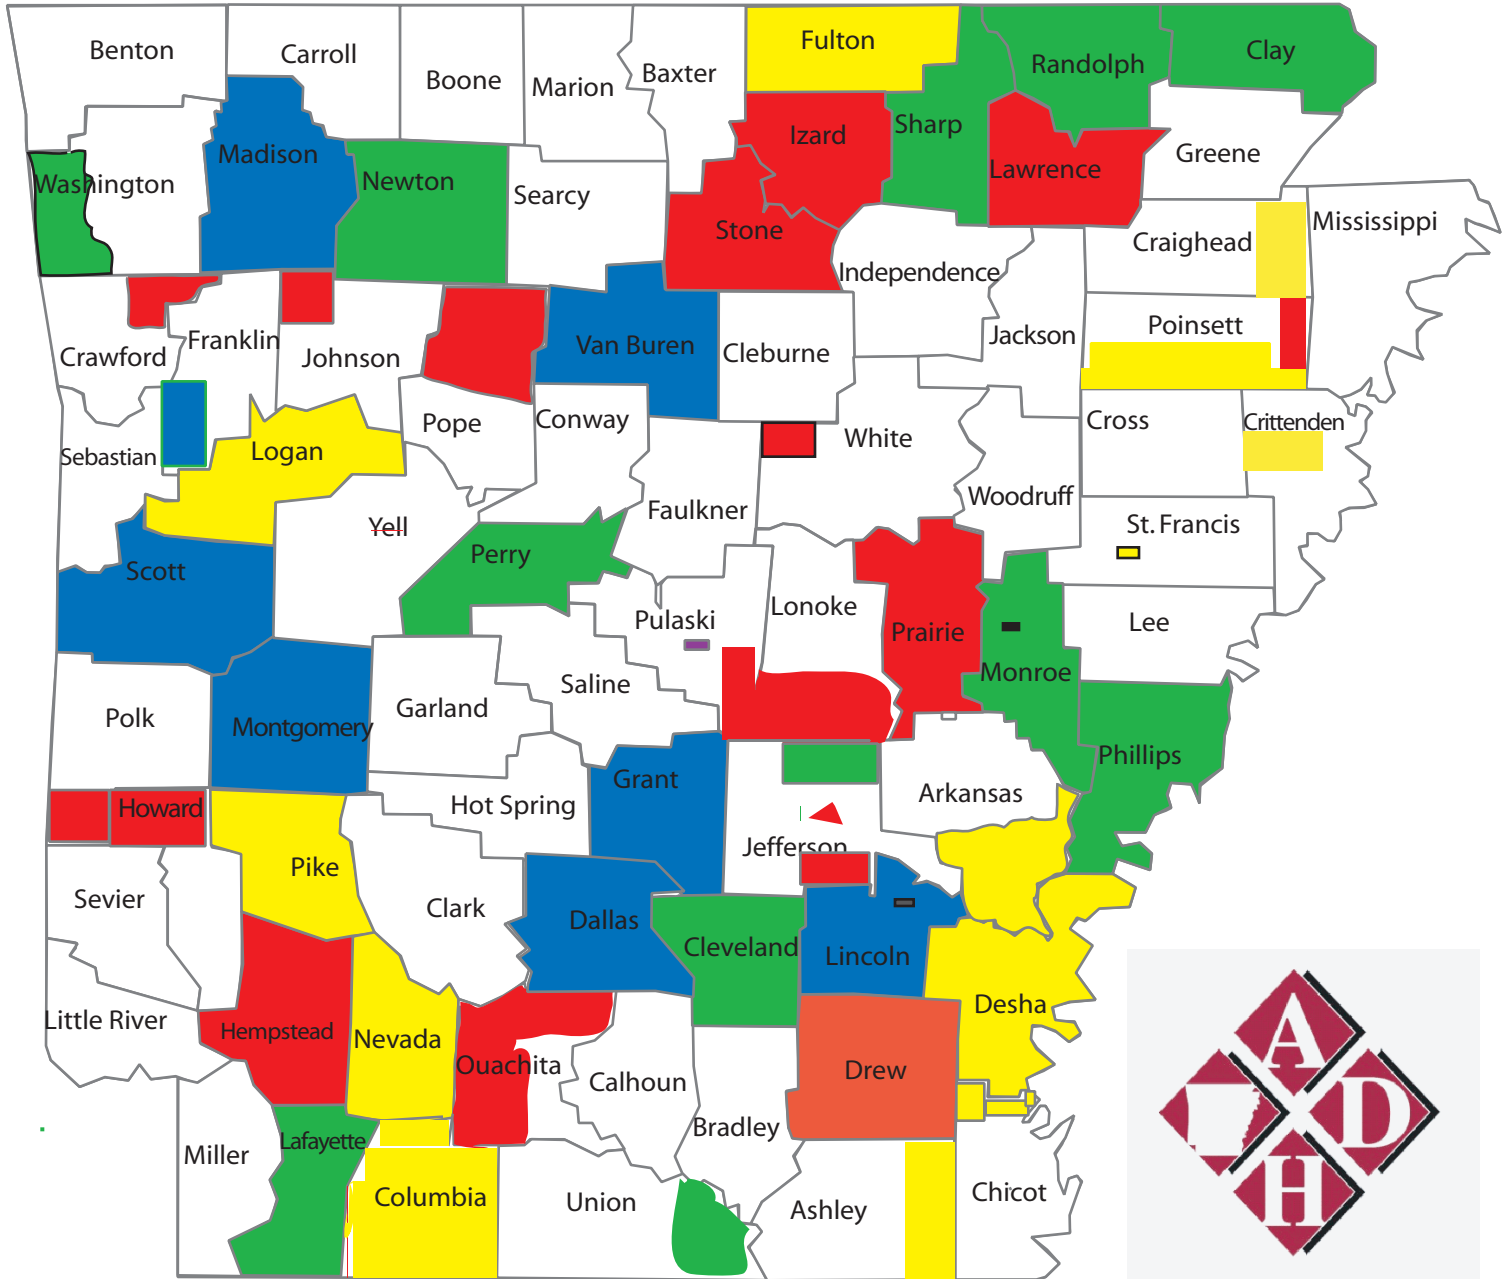 Benton
Carroll
Boone
Marion
Baxter
Fulton
Randolph
Clay
Izard
Sharp
Lawrence
Greene
Washington
Madison
Newton
Searcy
Stone
Independence
Craighead
Mississippi
Crawford
Franklin
Johnson
Van Buren
Cleburne
Jackson
Poinsett
Sebastian
Logan
Pope
Conway
White
Cross
Crittenden
Yell
Faulkner
Woodruff
St. Francis
Scott
Perry
Pulaski
Lonoke
Prairie
Lee
Monroe
Polk
Montgomery
Garland
Saline
Phillips
Howard
Hot Spring
Grant
Arkansas
Jefferson
Pike
Sevier
Clark
Dallas
Cleveland
Lincoln
Desha
Little River
Hempstead
Nevada
Ouachita
Calhoun
Drew
Bradley
Miller
Lafayette
Columbia
Union
Ashley
Chicot
A
D
H